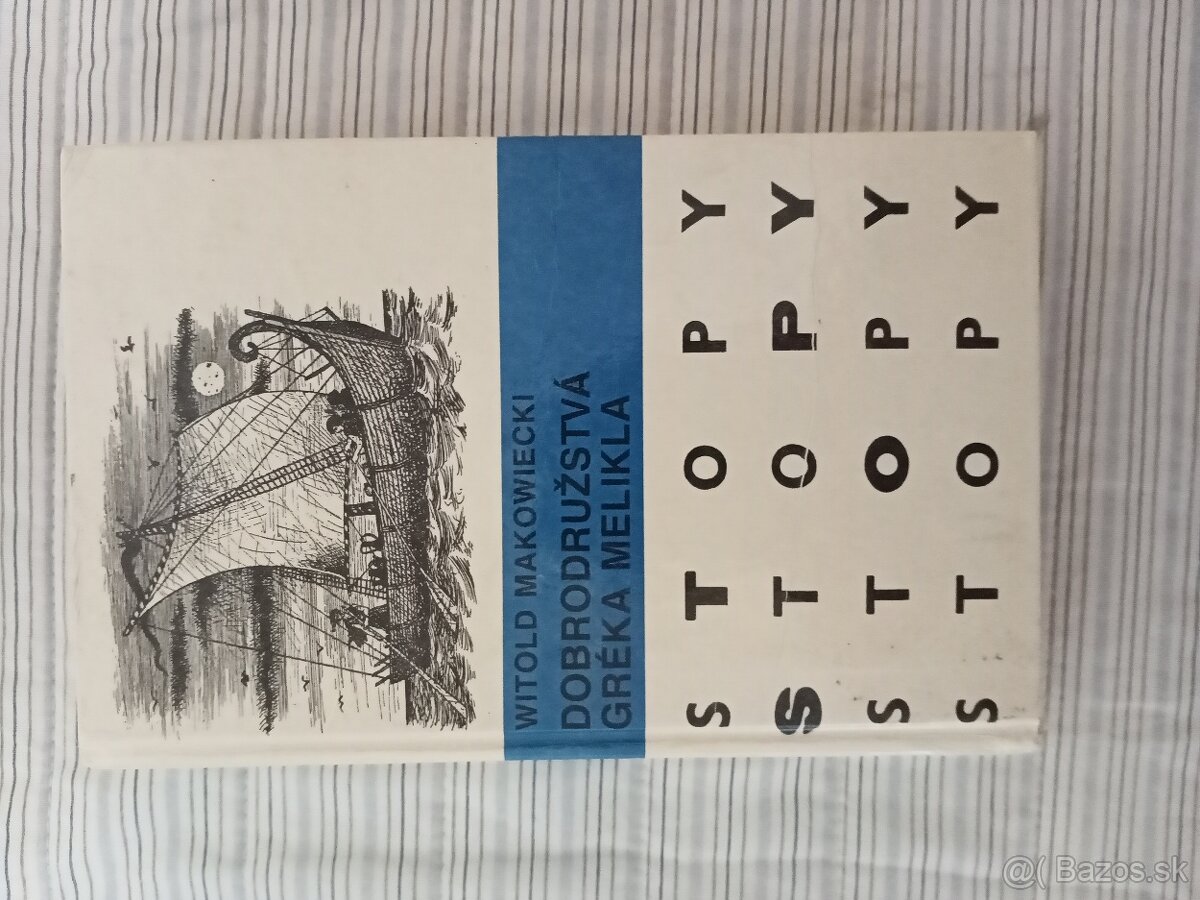 WITOLD MAKOWIECKI
DOBRODRUŽSTVÁ
GRÉKA MELIKLA
STOPY
STOPY
STOPY
STOPY
@( Bazos.sk